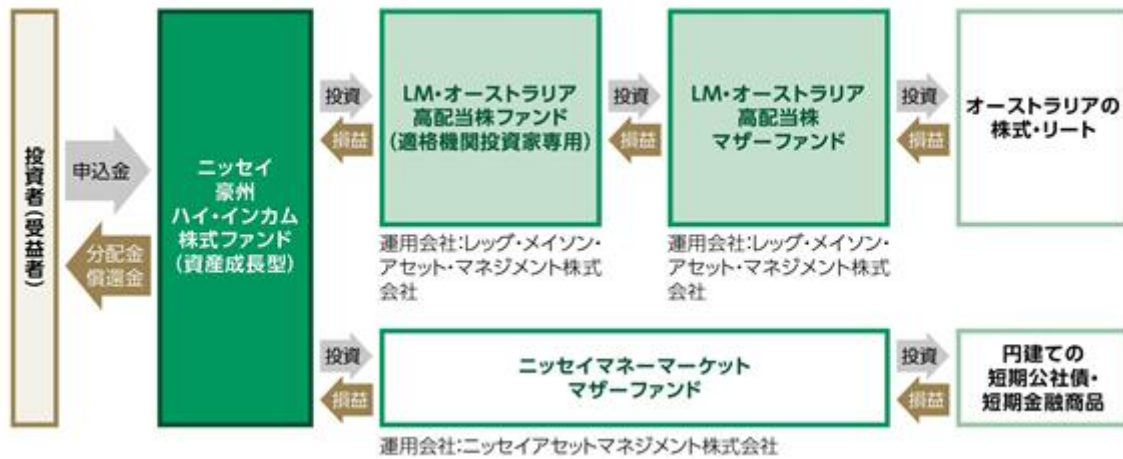 投資者(受益者)
申込金
分配金
償還金
ニッセイ
豪州
ハイ・インカム
株式ファンド
(資産成長型)
投資
損益
LM・オーストラリア
高配当株ファンド
(適格機関投資家専用)
運用会社:レッグ・メイソン・
アセット・マネジメント株式
会社
投資
損益
LM・オーストラリア
高配当株
マザーファンド
運用会社:レッグ・メイソン・
アセット・マネジメント株式
会社
投資
損益
オーストラリアの
株式・リート
投資
損益
ニッセイマネーマーケット
マザーファンド
運用会社:ニッセイアセットマネジメント株式会社
投資
損益
円建ての
短期公社債・
短期金融商品